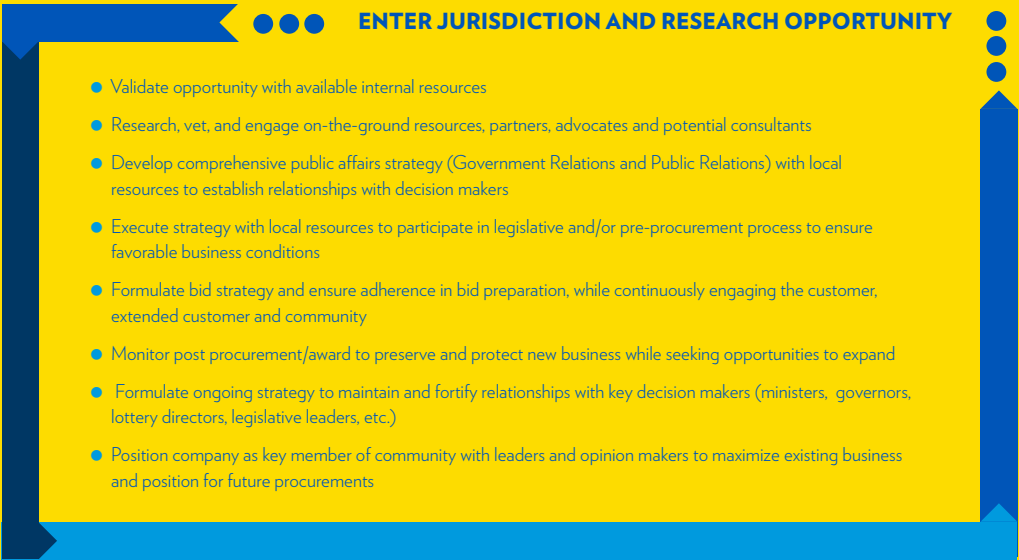 ENTER JURISDICTION AND RESEARCH OPPORTUNITY
Validate opportunity with available internal resources
Research, vet, and engage on-the-ground resources, partners, advocates and potential consultants
Develop comprehensive public affairs strategy (Government Relations and Public Relations) with local
resources to establish relationships with decision makers
Execute strategy with local resources to participate in legislative and/or pre-procurement process to ensure
favorable business conditions
Formulate bid strategy and ensure adherence in bid preparation, while continuously engaging the customer,
extended customer and community
Monitor post procurement/award to preserve and protect new business while seeking opportunities to expand
Formulate ongoing strategy to maintain and fortify relationships with key decision makers (ministers, governors,
lottery directors, legislative leaders, etc.)
Position company as key member of community with leaders and opinion makers to maximize existing business
and position for future procurements